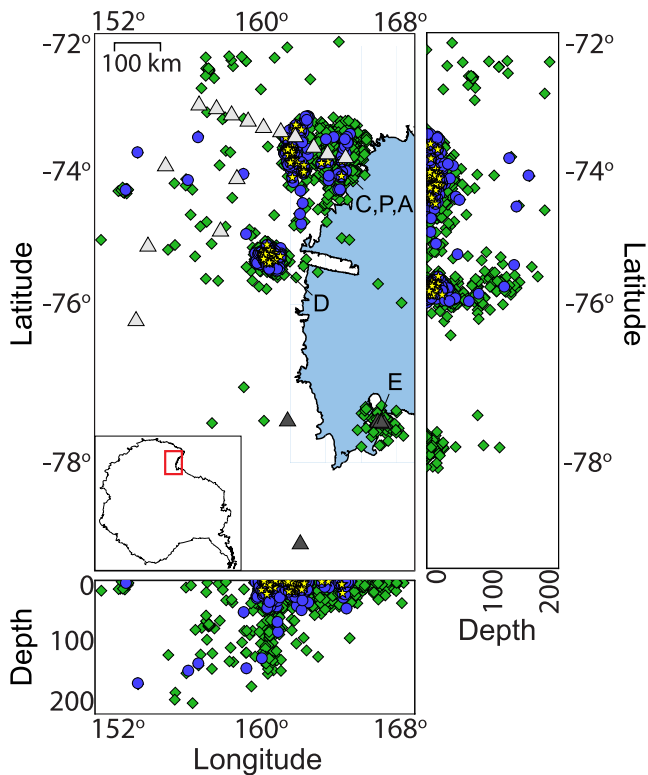 152° 160° 168°
100 km
-72° -72°
-74° -74°
C,P,A
Latitude Latitude
-76° -76°
D
E
-78° -78°
0 100 200
Depth
0
100
200
Depth
152° 160° 168°
Longitude